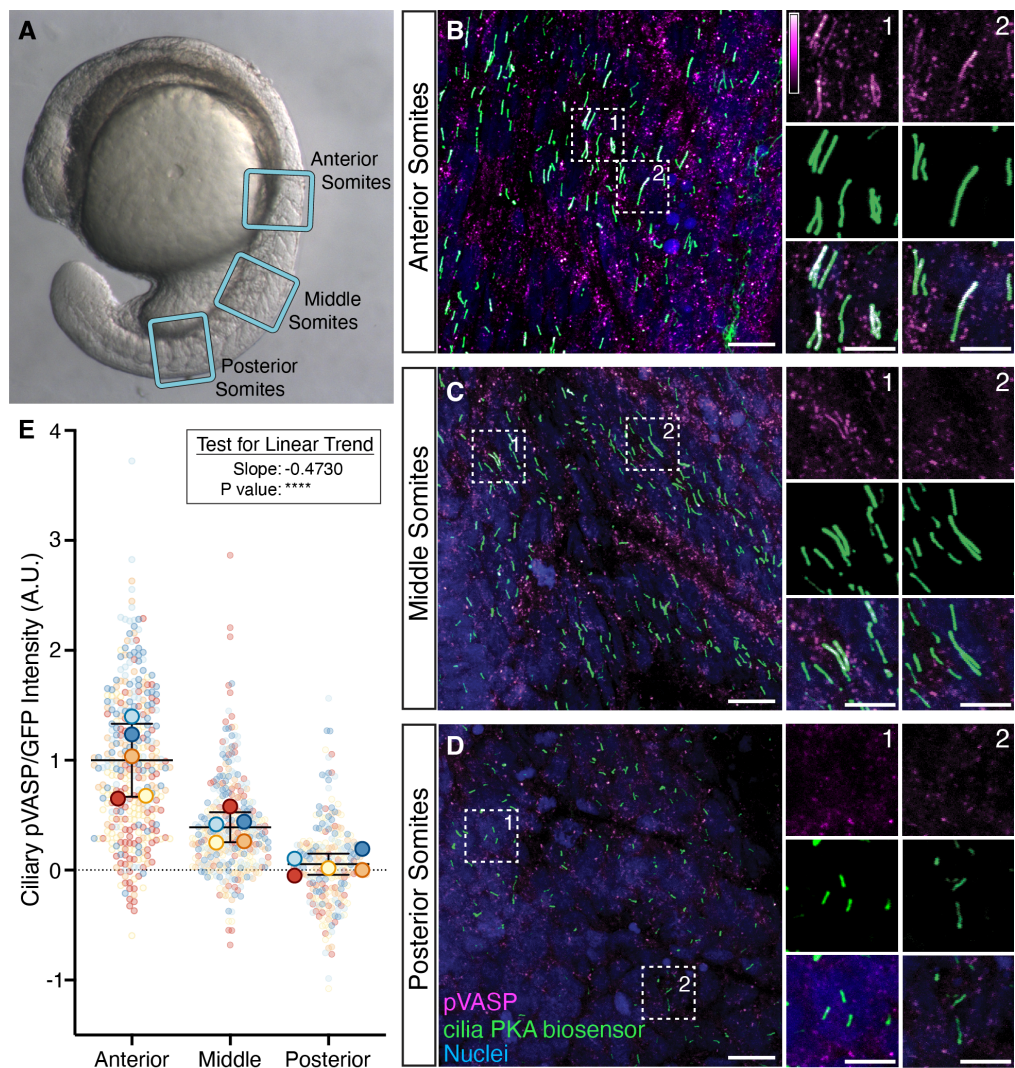 A
Anterior
Somites
Middle
Somites
Posterior
Somites
B
Anterior Somites
1
2
1
2
C
Middle Somites
1
2
1
2
D
Posterior Somites
1
2
pVASP
cilia PKA biosensor
Nuclei
1
2
E
Ciliary pVASP/GFP Intensity (A.U.)
4
3
2
1
0
-1
Test for Linear Trend
Slope: -0.4730
P value: ****
Anterior
Middle
Posterior